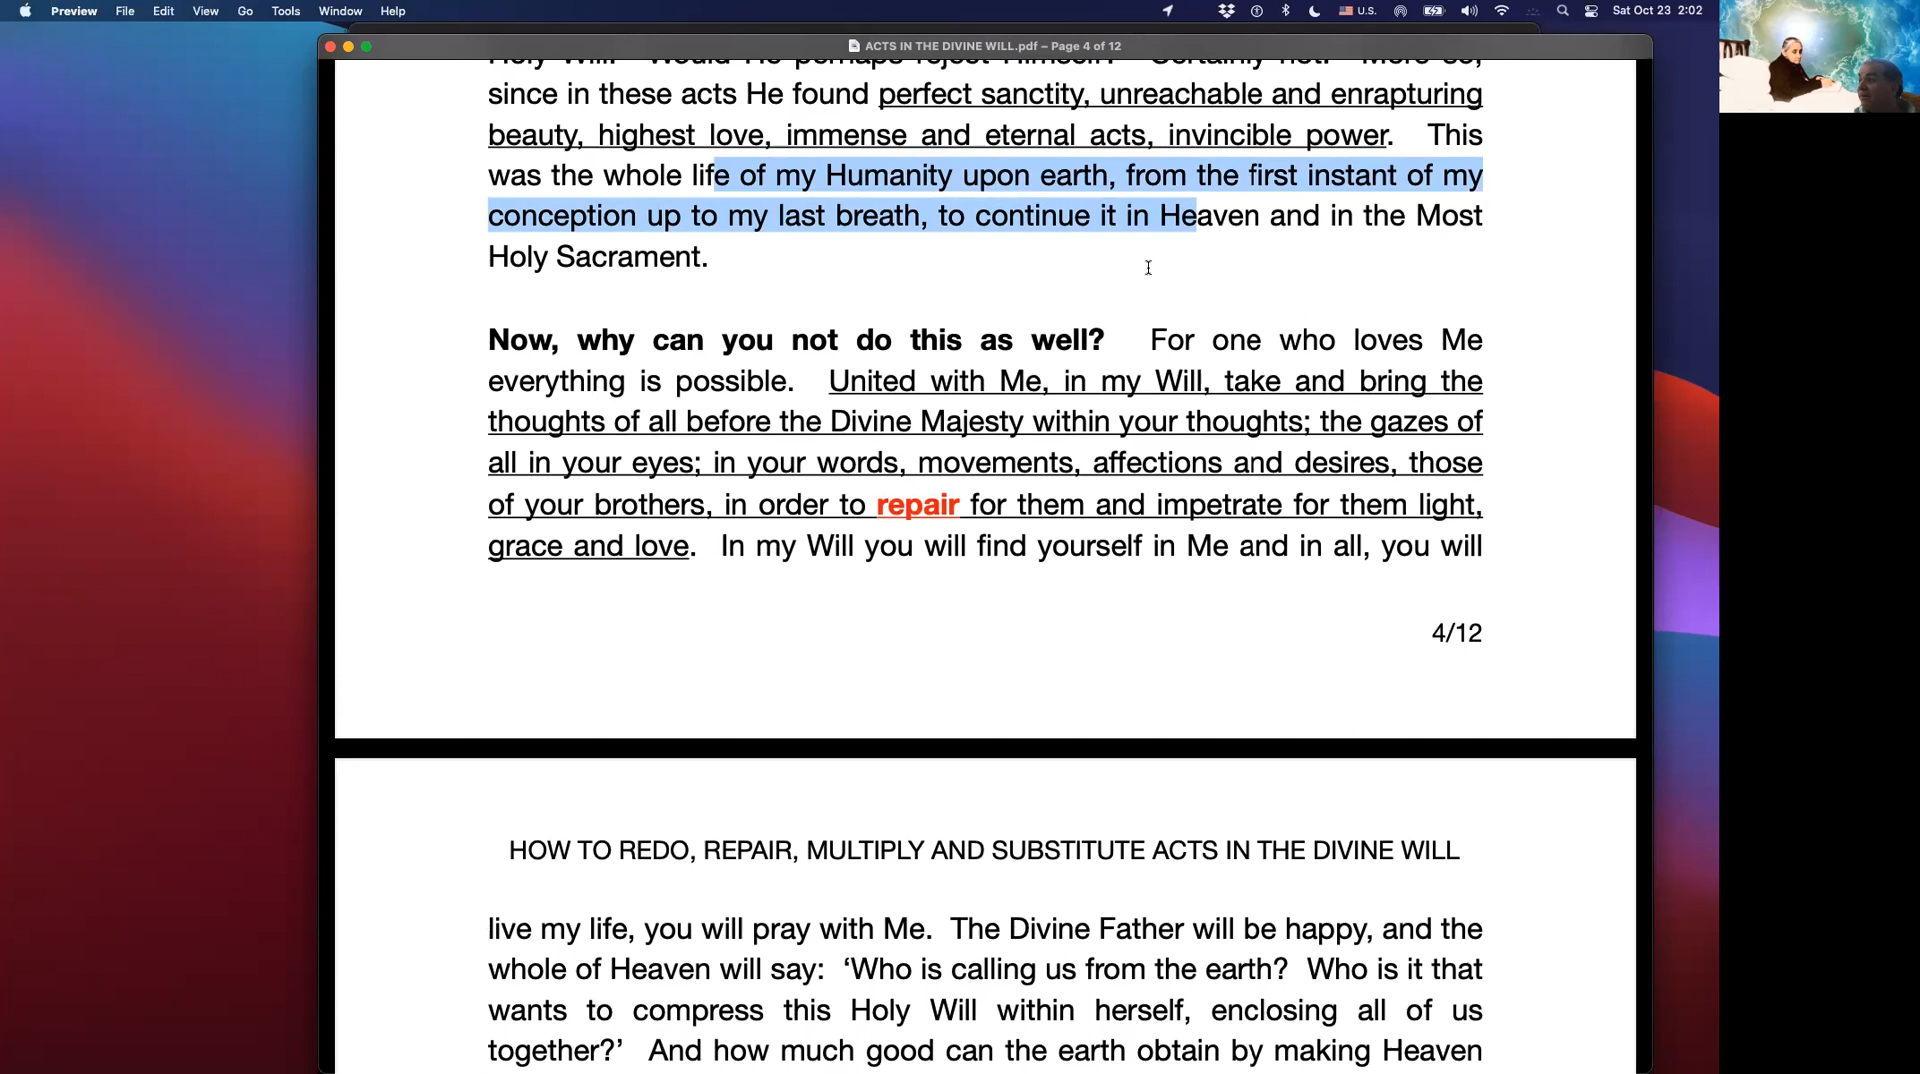 Preview File Edit View Go Tools Window Help U.S. Sat Oct 23 2:02
ACTS IN THE DIVINE WILL.pdf – Page 4 of 12
Holy Will. Would He perhaps reject Himself? Certainly not. More so,
since in these acts He found perfect sanctity, unreachable and enrapturing
beauty, highest love, immense and eternal acts, invincible power. This
was the whole life of my Humanity upon earth, from the first instant of my
conception up to my last breath, to continue it in Heaven and in the Most
Holy Sacrament.
Now, why can you not do this as well? For one who loves Me
everything is possible. United with Me, in my Will, take and bring the
thoughts of all before the Divine Majesty within your thoughts; the gazes of
all in your eyes; in your words, movements, affections and desires, those
of your brothers, in order to repair for them and impetrate for them light,
grace and love. In my Will you will find yourself in Me and in all, you will
4/12
HOW TO REDO, REPAIR, MULTIPLY AND SUBSTITUTE ACTS IN THE DIVINE WILL
live my life, you will pray with Me. The Divine Father will be happy, and the
whole of Heaven will say: ‘Who is calling us from the earth? Who is it that
wants to compress this Holy Will within herself, enclosing all of us
together?’ And how much good can the earth obtain by making Heaven